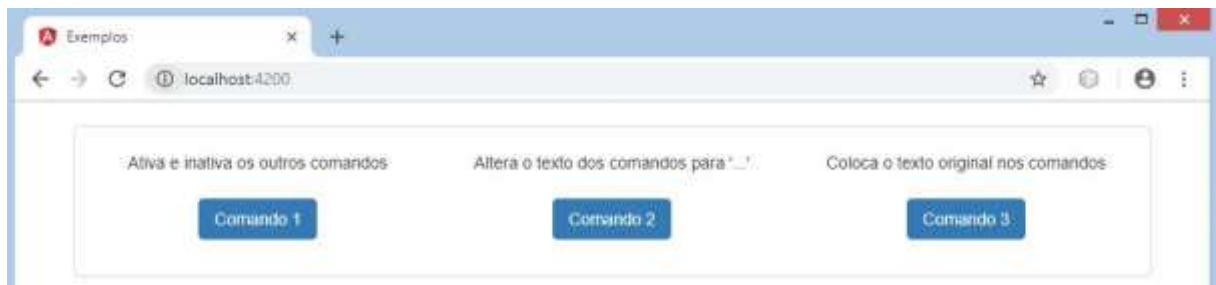 Exemplos
localhost:4200
Ativa e inativa os outros comandos
Altera o texto dos comandos para '...'
Coloca o texto original nos comandos
Comando 1
Comando 2
Comando 3